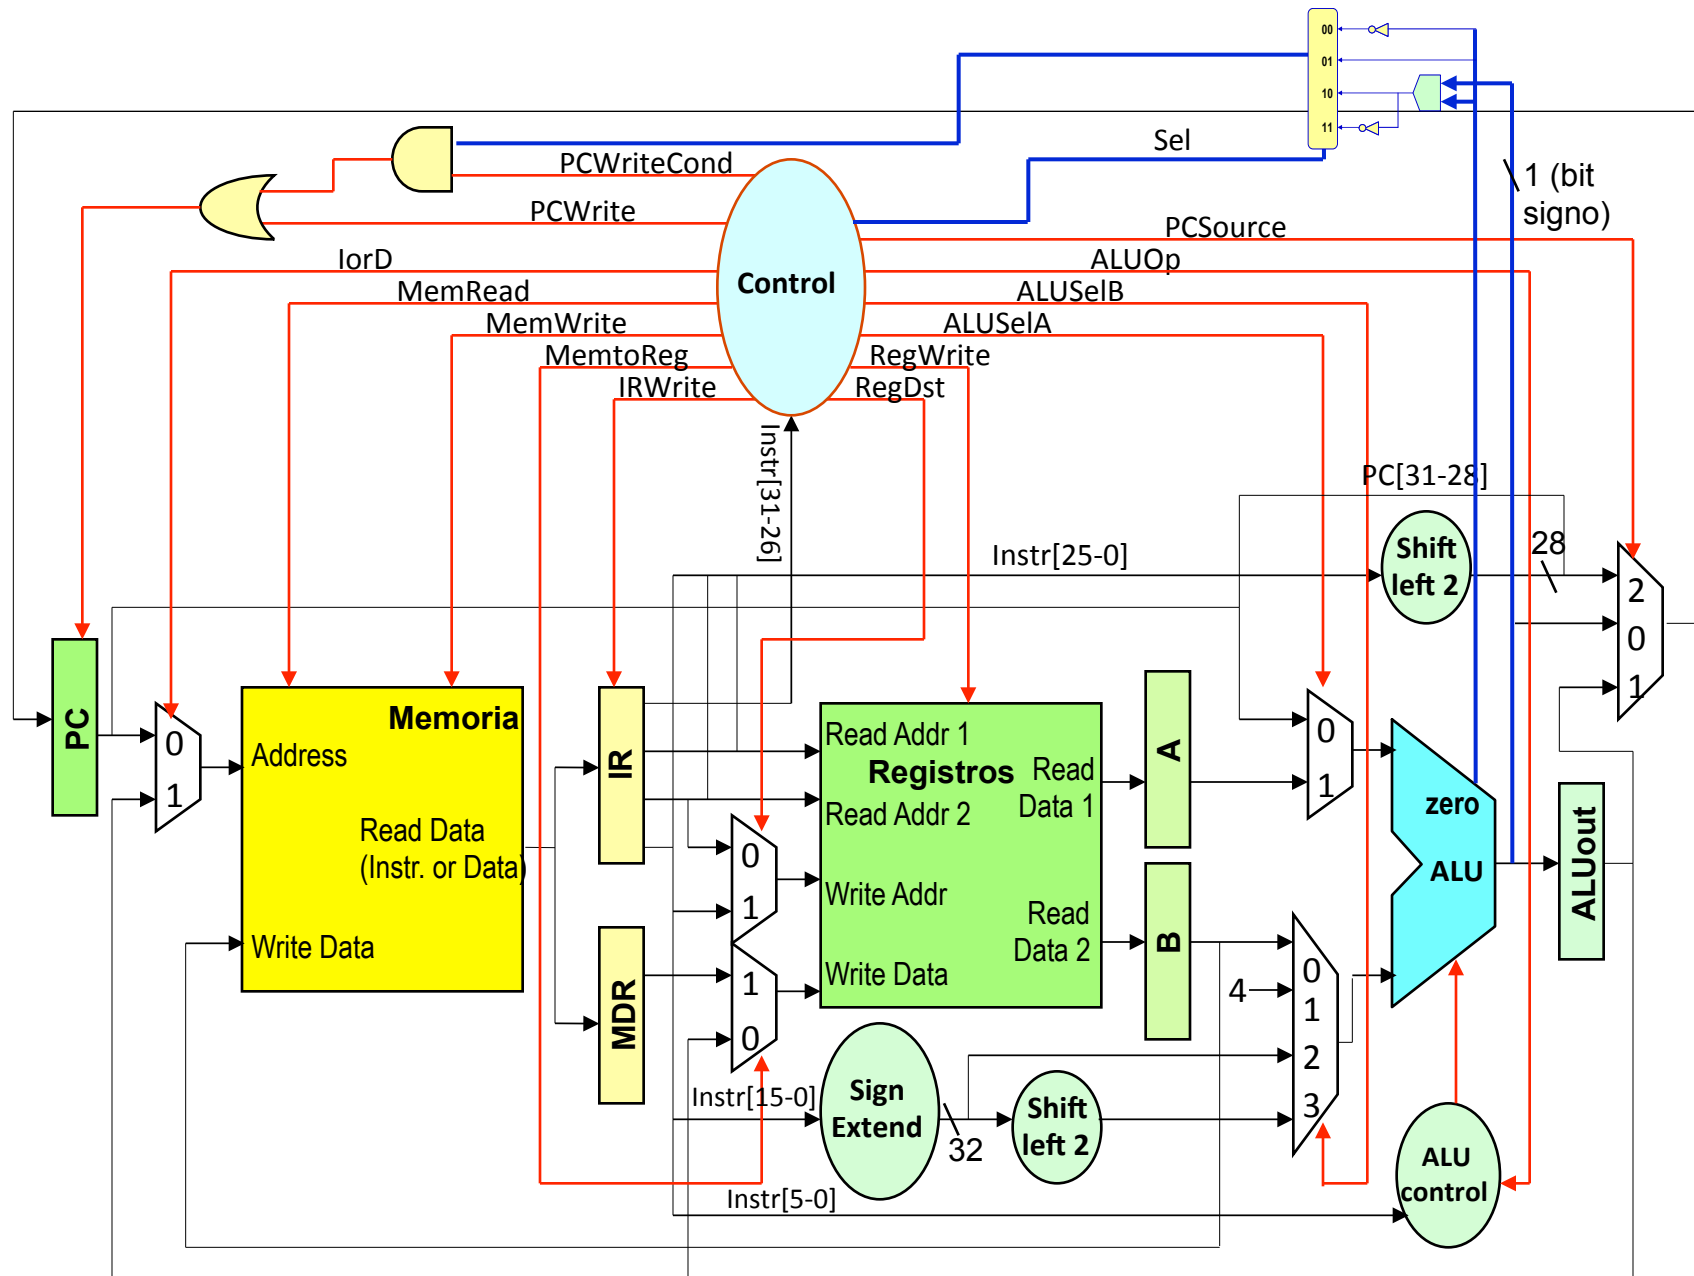 00
01
10
11
Sel
1 (bit
signo)
PCWriteCond
PCWrite
PCSource
IorD
ALUOp
MemRead
ALUSelB
MemWrite
ALUSelA
MemtoReg
RegWrite
IRWrite
RegDst
Control
Instr[31-26]
PC[31-28]
Instr[25-0]
Shift
left 2
28
2
0
1
PC
0
1
Memoria
Address
Read Data
(Instr. or Data)
Write Data
IR
MDR
0
1
1
0
Read Addr 1
Registros
Read
Data 1
Read Addr 2
Write Addr
Read
Data 2
Write Data
A
B
0
1
4
0
1
2
3
zero
ALU
ALUout
Instr[15-0]
Sign
Extend
32
Shift
left 2
Instr[5-0]
ALU
control